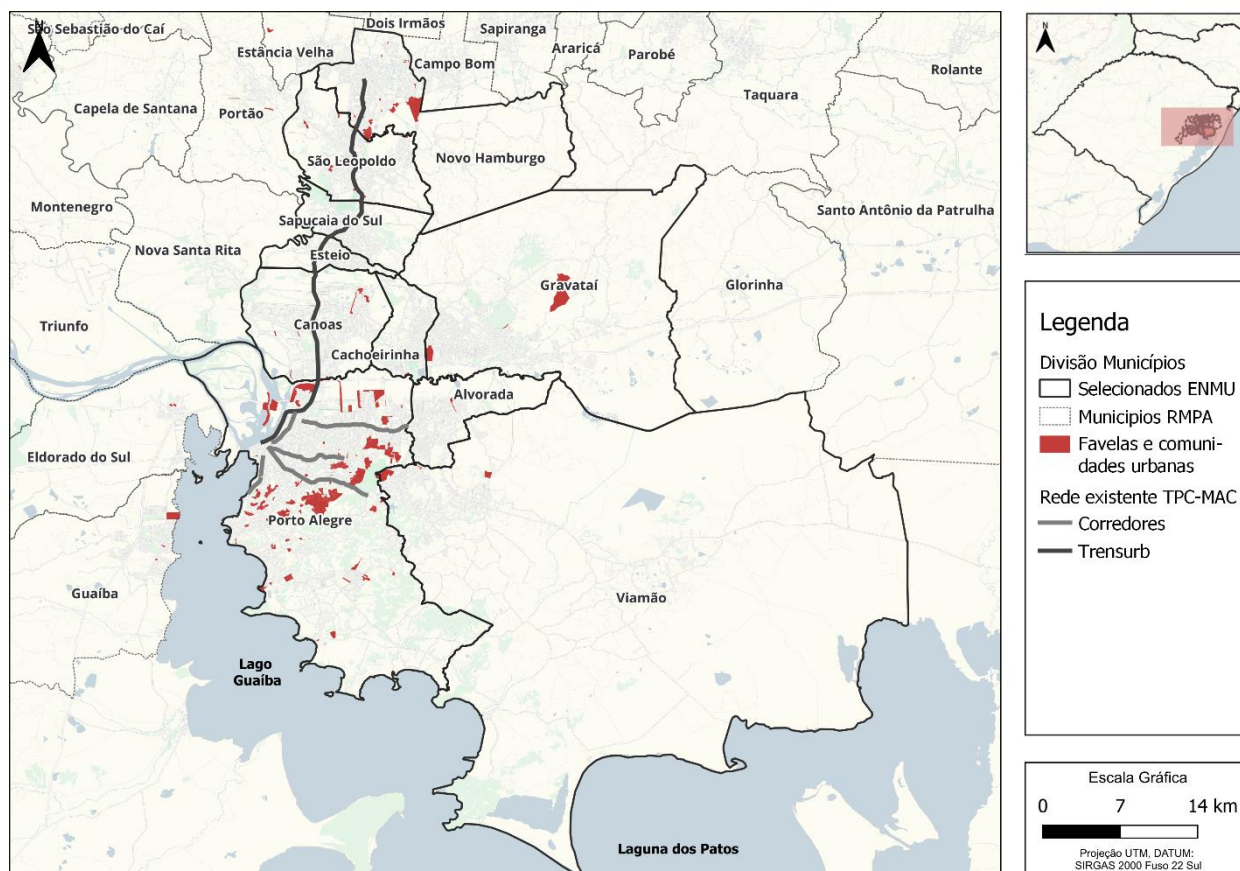 Dois Irmãos
São Sebastião do Caí
Sapiranga
N
Estância Velha
Araricá
Parobé
Campo Bom
Rolante
Taquara
Capela de Santana
Portão
São Leopoldo
Novo Hamburgo
Montenegro
Santo Antônio da Patrulha
Sapucaia do Sul
Nova Santa Rita
Esteio
Gravataí
Glorinha
Triunfo
Canoas
Cachoeirinha
Alvorada
Eldorado do Sul
Porto Alegre
Guaíba
Viamão
Lago
Guaíba
Laguna dos Patos
N
Legenda
Divisão Municípios
Selecionados ENMU
Municipios RMPA
Favelas e comuni-
dades urbanas
Rede existente TPC-MAC
Corredores
Trensurb
Escala Gráfica
0 7 14 km
Projeção UTM, DATUM:
SIRGAS 2000 Fuso 22 Sul